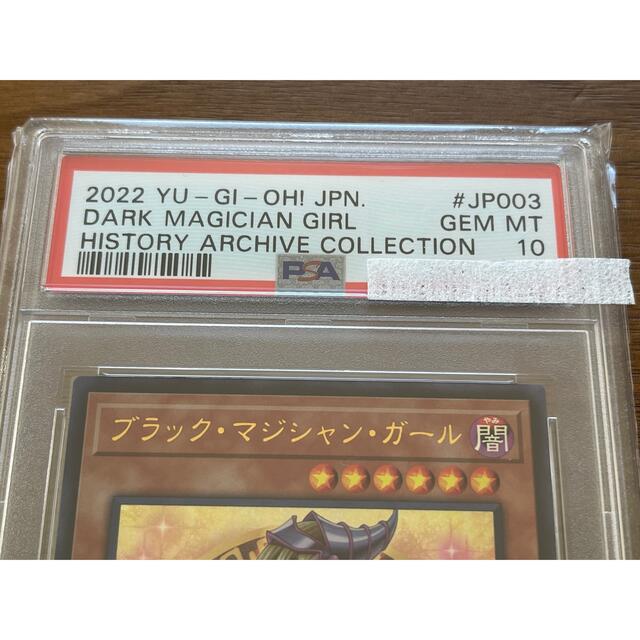 2022 YU-GI-OH! JPN. #JP003
DARK MAGICIAN GIRL GEM MT
HISTORY ARCHIVE COLLECTION 10
PSA
ブラック・マジシャン・ガール
やみ
闇